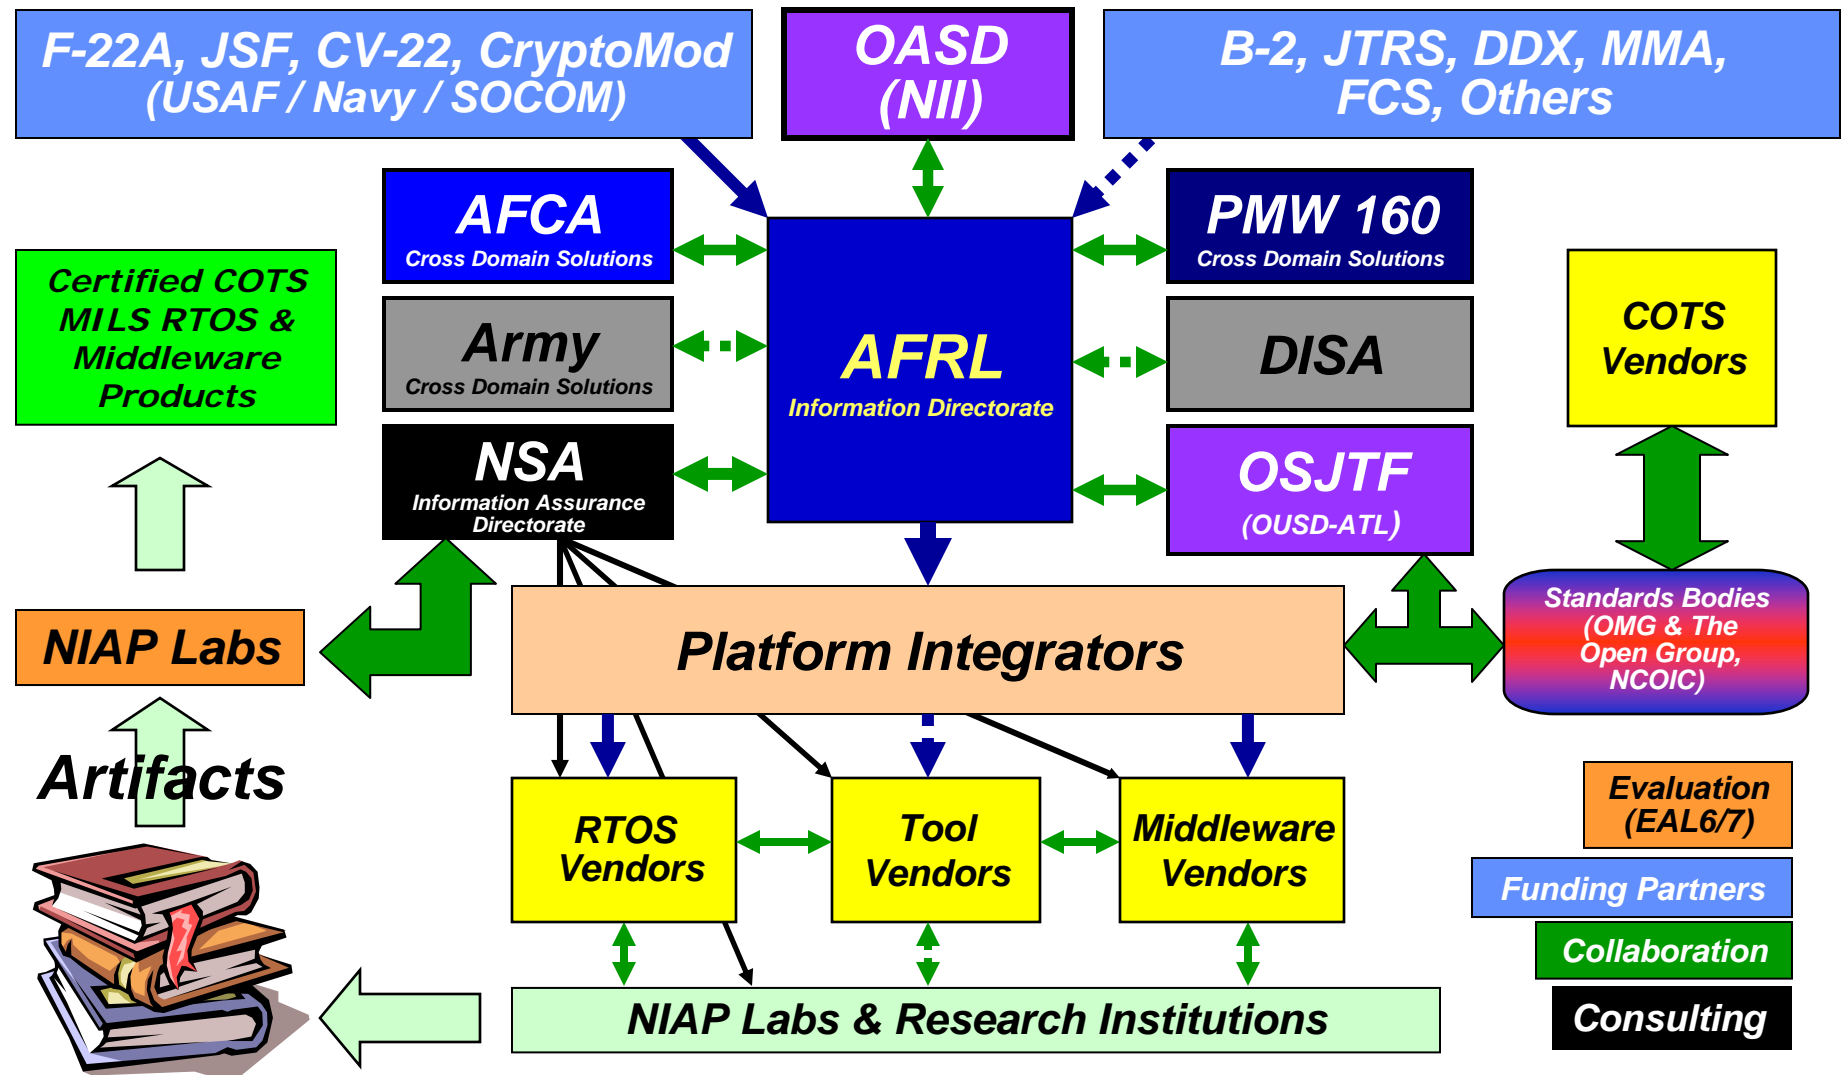 F-22A, JSF, CV-22, CryptoMod
(USAF / Navy / SOCOM)
OASD
(NII)
B-2, JTRS, DDX, MMA,
FCS, Others
AFCA
Cross Domain Solutions
PMW 160
Cross Domain Solutions
Certified COTS
MILS RTOS &
Middleware
Products
Army
Cross Domain Solutions
AFRL
Information Directorate
DISA
COTS
Vendors
NSA
Information Assurance
Directorate
OSJTF
(OUSD-ATL)
NIAP Labs
Platform Integrators
Standards Bodies
(OMG & The
Open Group,
NCOIC)
Artifacts
RTOS
Vendors
Tool
Vendors
Middleware
Vendors
Evaluation
(EAL6/7)
Funding Partners
Collaboration
Consulting
NIAP Labs & Research Institutions